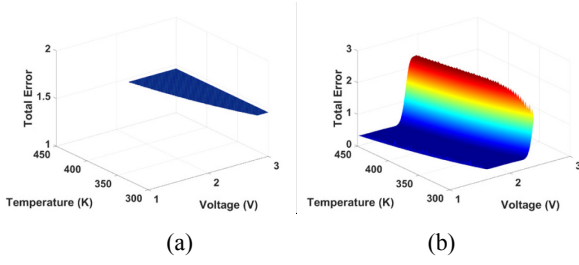 2
1.5
1
Total Error
450
400
350
300
Temperature (K)
1
2
3
Voltage (V)
(a)
3
2
1
0
Total Error
450
400
350
300
Temperature (K)
1
2
3
Voltage (V)
(b)